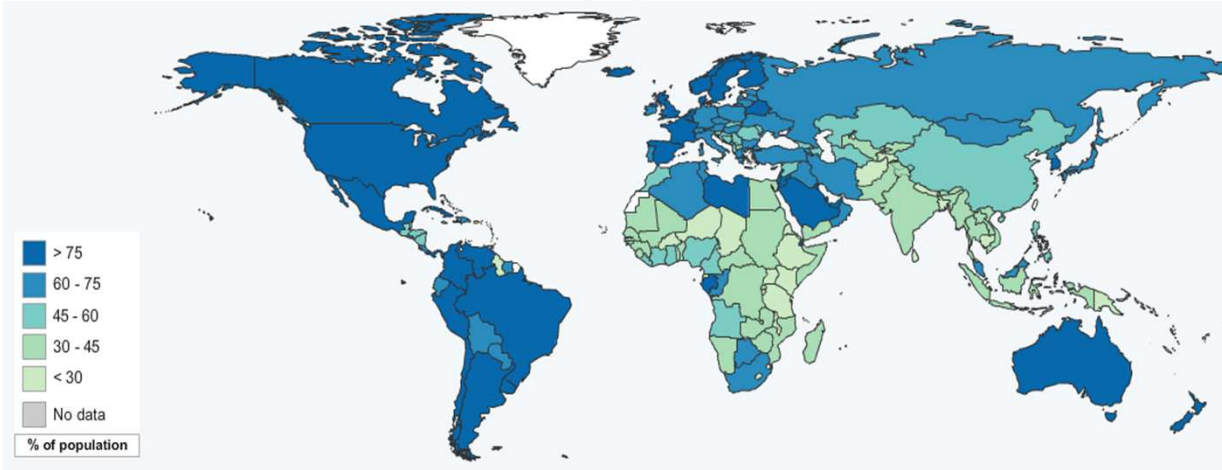 > 75
60 - 75
45 - 60
30 - 45
< 30
No data
% of population